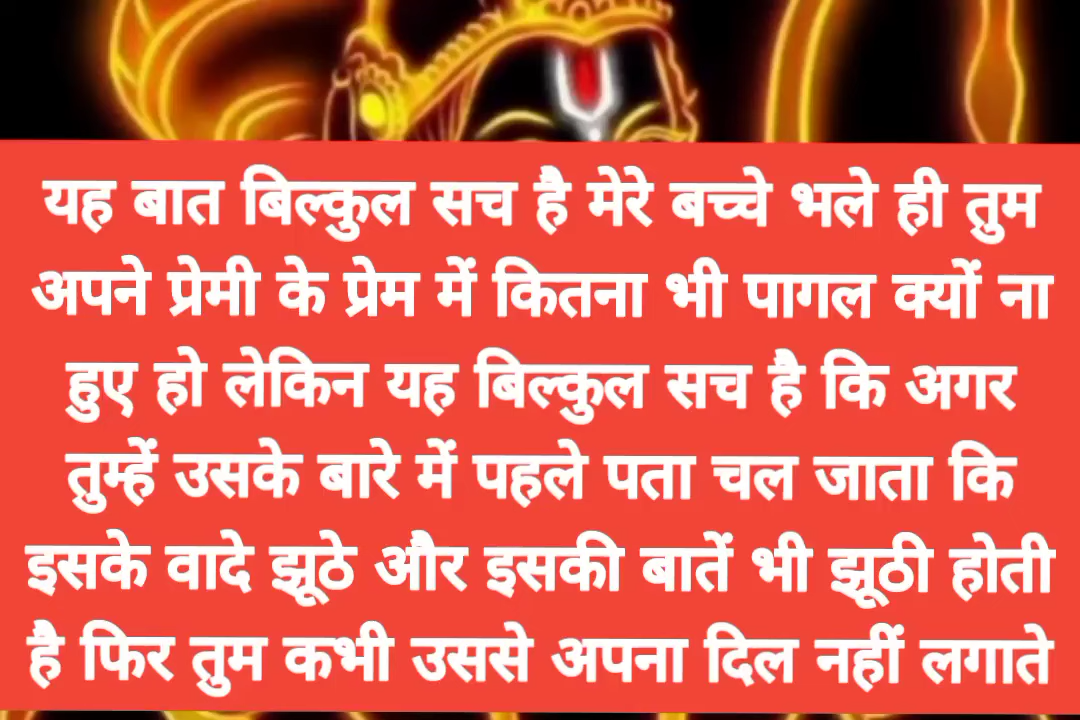 यह बात बिल्कुल सच है मेरे बच्चे भले ही तुम
अपने प्रेमी के प्रेम में कितना भी पागल क्यों ना
हुए हो लेकिन यह बिल्कुल सच है कि अगर
तुम्हें उसके बारे में पहले पता चल जाता कि
इसके वादे झूठे और इसकी बातें भी झूठी होती
है फिर तुम कभी उससे अपना दिल नहीं लगाते